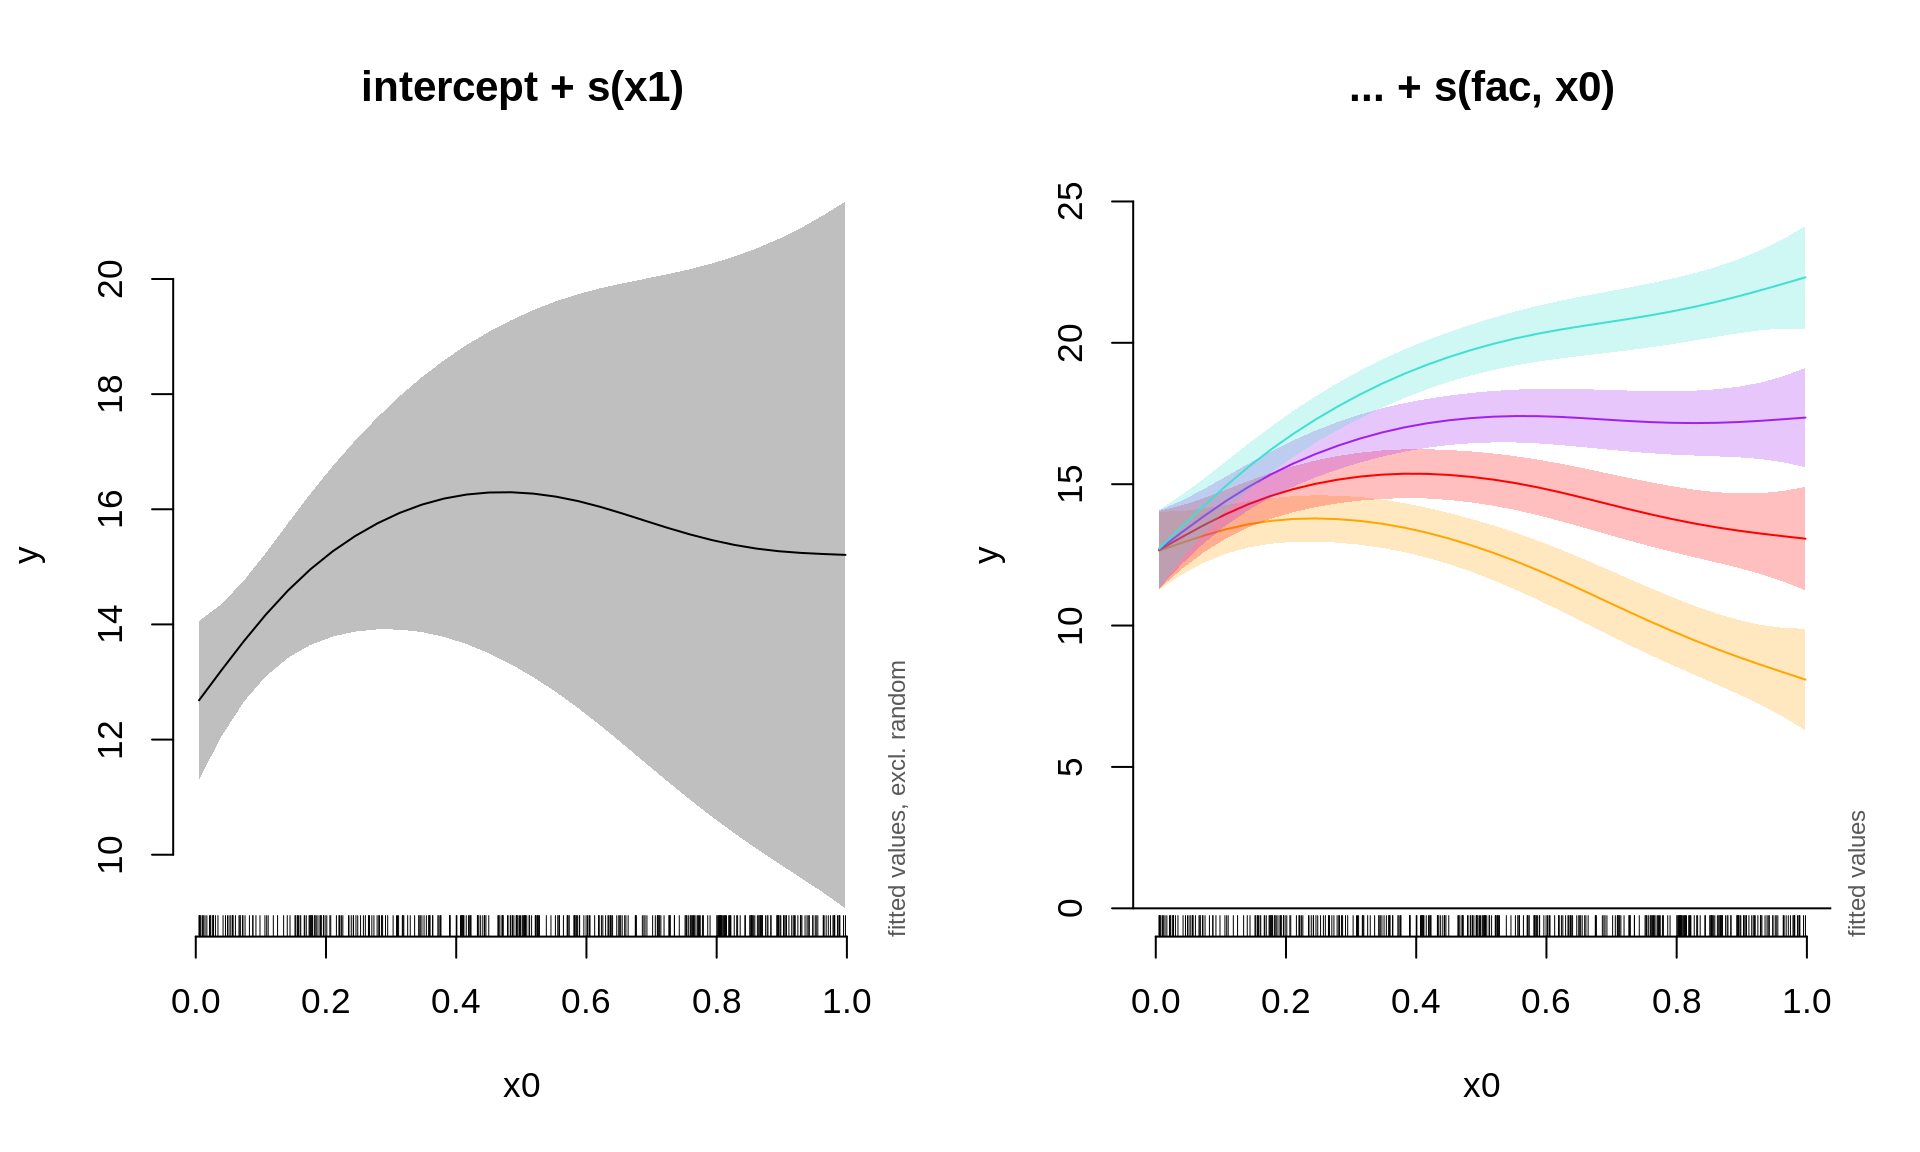 intercept + s(x1)
y
20
18
16
14
12
10
0.0 0.2 0.4 0.6 0.8 1.0
x0
fitted values, excl. random
... + s(fac, x0)
y
25
20
15
10
5
0
0.0 0.2 0.4 0.6 0.8 1.0
x0
fitted values